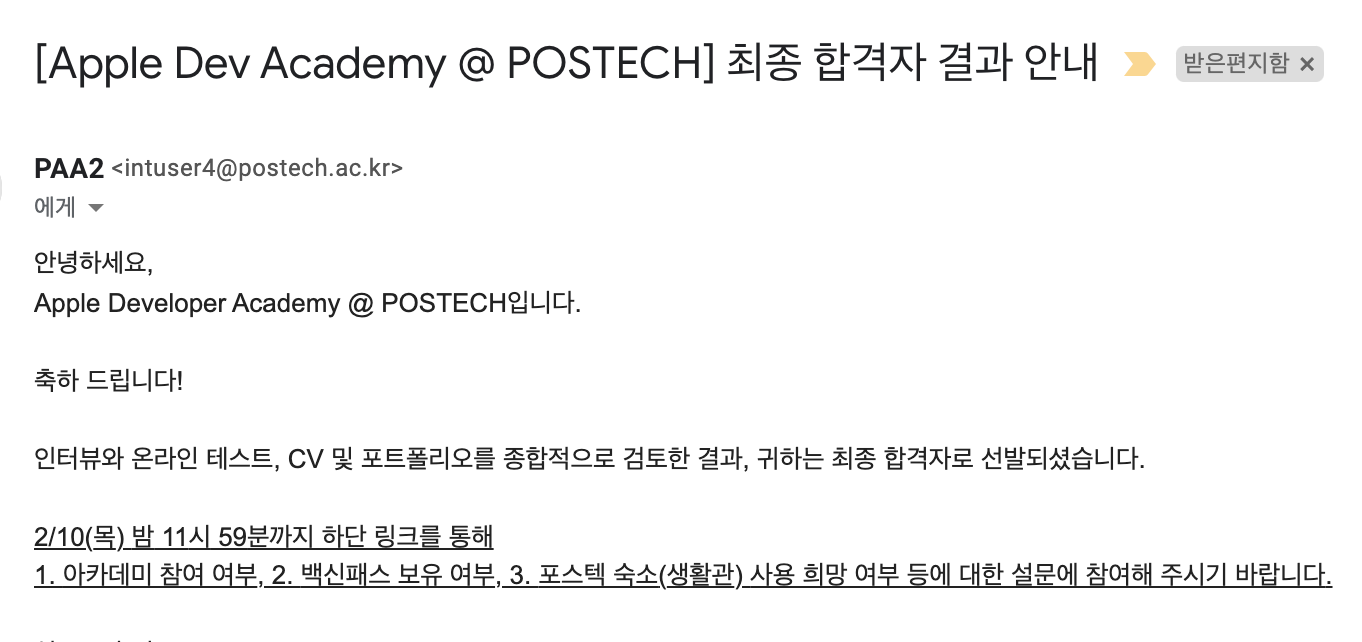 [Apple Dev Academy @ POSTECH] 최종 합격자 결과 안내 받은편지함 ×
PAA2 <intuser4@postech.ac.kr>
에게
안녕하세요,
Apple Developer Academy @ POSTECH입니다.
축하 드립니다!
인터뷰와 온라인 테스트, CV 및 포트폴리오를 종합적으로 검토한 결과, 귀하는 최종 합격자로 선발되셨습니다.
2/10(목) 밤 11시 59분까지 하단 링크를 통해
1. 아카데미 참여 여부, 2. 백신패스 보유 여부, 3. 포스텍 숙소(생활관) 사용 희망 여부 등에 대한 설문에 참여해 주시기 바랍니다.